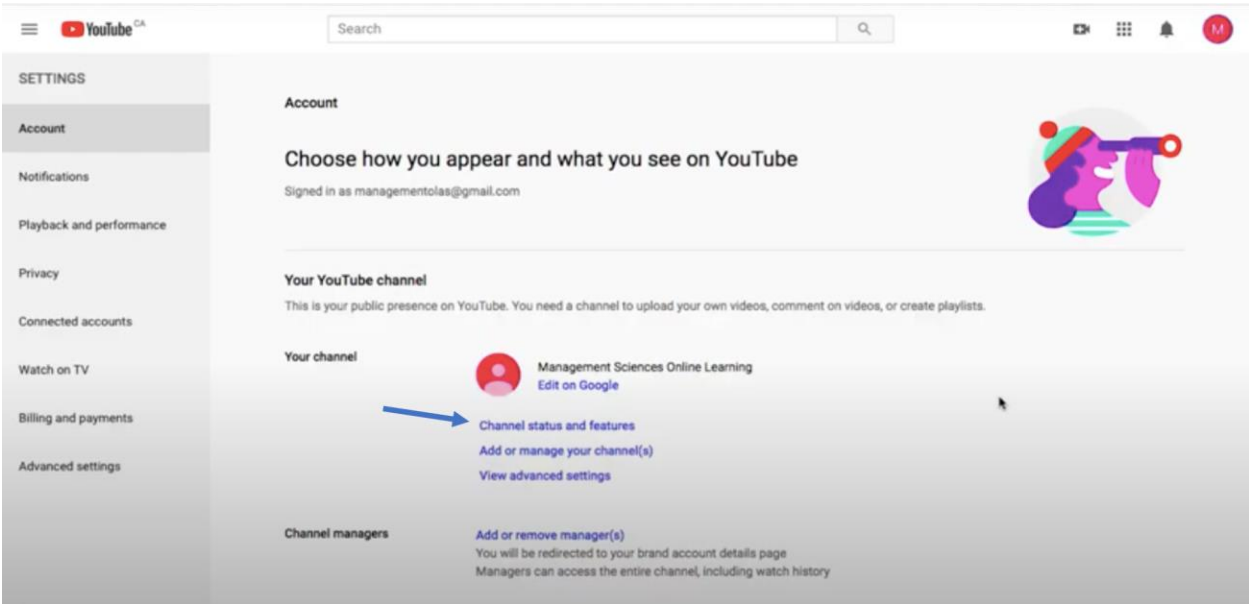 YouTube CA
Search
M
SETTINGS
Account
Notifications
Playback and performance
Privacy
Connected accounts
Watch on TV
Billing and payments
Advanced settings
Account
Choose how you appear and what you see on YouTube
Signed in as managementolas@gmail.com
Your YouTube channel
This is your public presence on YouTube. You need a channel to upload your own videos, comment on videos, or create playlists.
Your channel
Management Sciences Online Learning
Edit on Google
Channel status and features
Add or manage your channel(s)
View advanced settings
Channel managers
Add or remove manager(s)
You will be redirected to your brand account details page
Managers can access the entire channel, including watch history